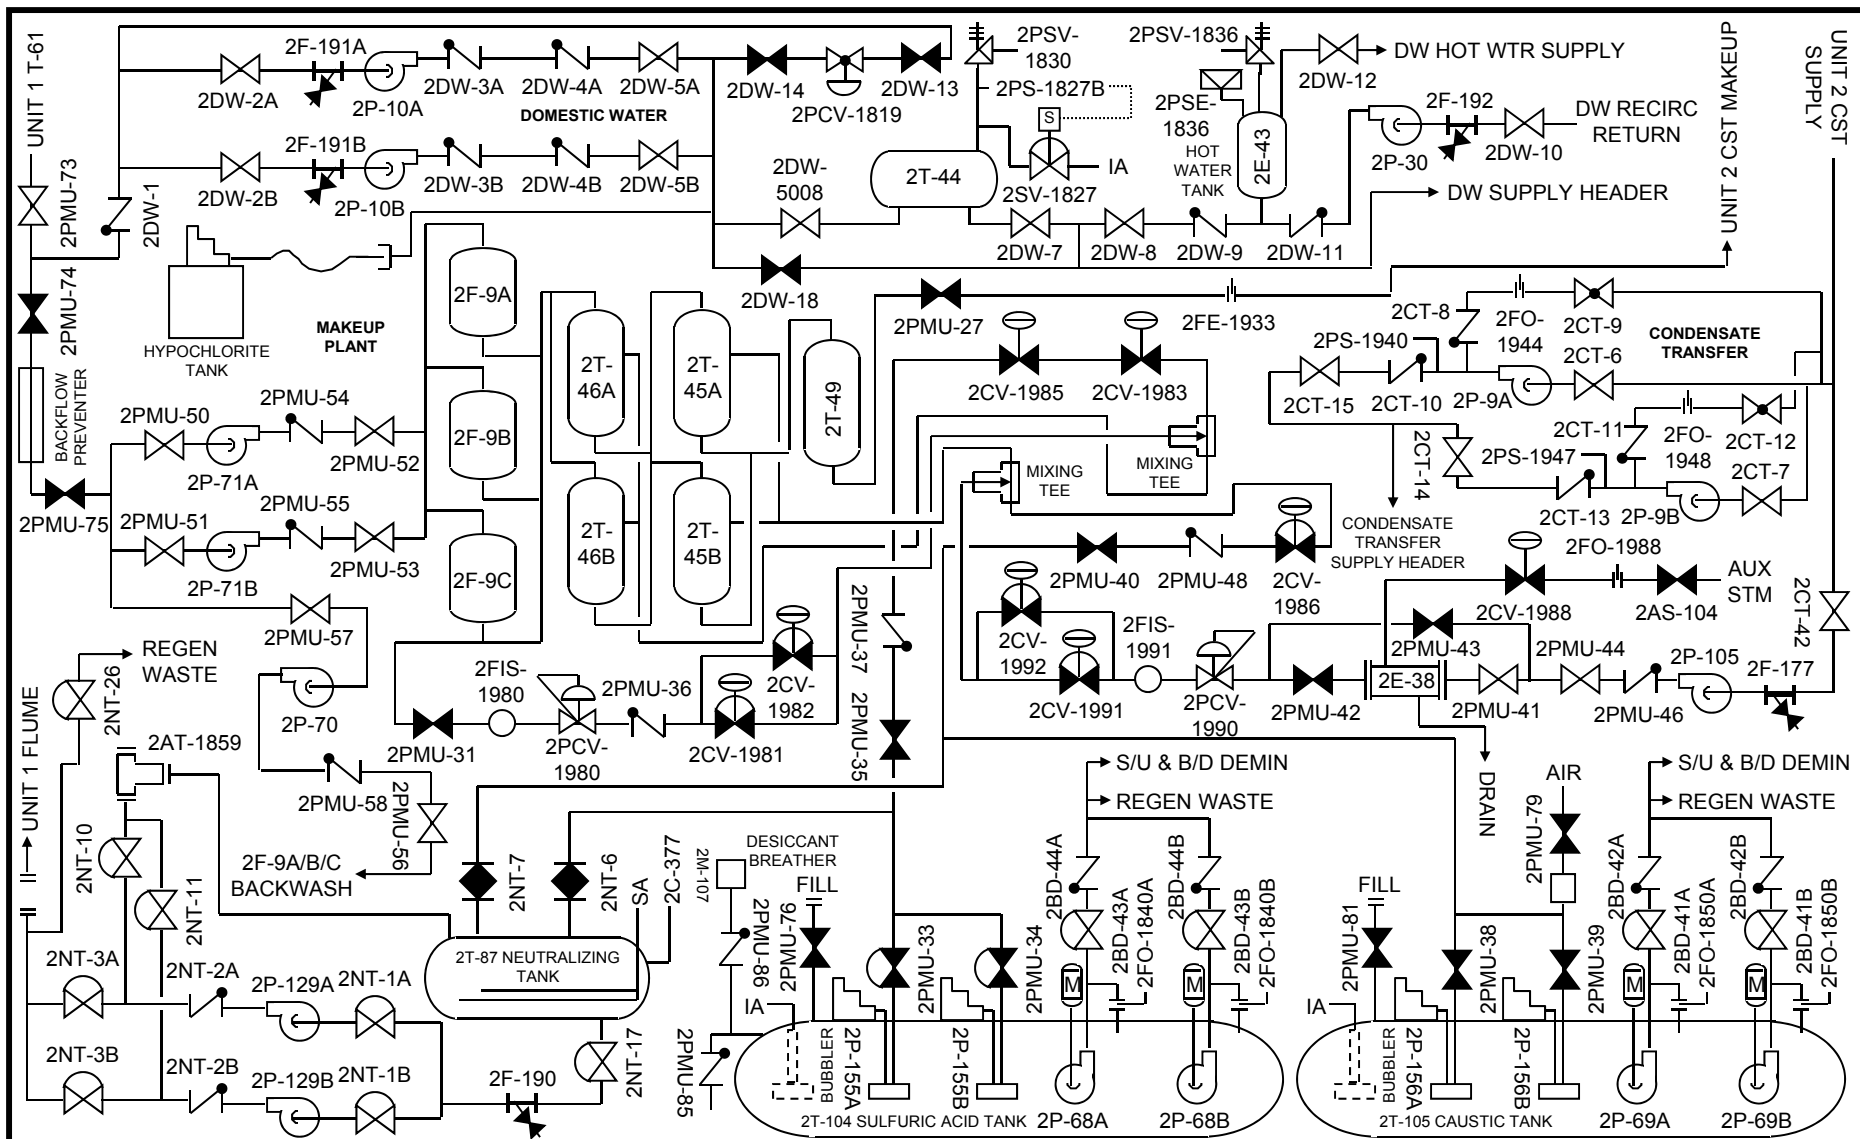 UNIT 1 T-61
2F-191A
2DW-2A
2P-10A
2DW-3A
2DW-4A
2DW-5A
DOMESTIC WATER
2DW-14
2PCV-1819
2DW-13
2PSV-
1830
2PS-1827B
S
2SV-1827
IA
2PSV-1836
2PSE-
1836
HOT
WATER
TANK
2E-43
2DW-12
DW HOT WTR SUPPLY
2F-192
DW RECIRC
RETURN
2P-30
2DW-10
DW SUPPLY HEADER
UNIT 2 CST MAKEUP
UNIT 2 CST
SUPPLY
2PMU-73
2DW-1
2F-191B
2DW-2B
2P-10B
2DW-3B
2DW-4B
2DW-5B
2DW-
5008
2T-44
2DW-7
2DW-8
2DW-9
2DW-11
2DW-18
2PMU-74
HYPOCHLORITE
TANK
MAKEUP
PLANT
BACKFLOW
PREVENTER
2PMU-75
2PMU-50
2P-71A
2PMU-54
2PMU-52
2PMU-51
2P-71B
2PMU-55
2PMU-53
2PMU-57
2F-9A
2F-9B
2F-9C
2T-
46A
2T-
46B
2T-
45A
2T-
45B
2T-49
2PMU-27
2FE-1933
2CV-1985
2CV-1983
MIXING
TEE
MIXING
TEE
2CT-8
2FO-
1944
2CT-9
CONDENSATE
TRANSFER
2PS-1940
2CT-6
2CT-15
2CT-10
2P-9A
2CT-14
2CT-11
2FO-
1948
2CT-12
2PS-1947
2CT-7
2CT-13
2P-9B
CONDENSATE
TRANSFER
SUPPLY HEADER
2PMU-40
2PMU-48
2CV-
1986
2FO-1988
2CV-1988
2AS-104
AUX
STM
2CT-42
2PMU-37
2PMU-35
2CV-
1992
2CV-1991
2FIS-
1991
2PCV-
1990
2PMU-42
2PMU-43
2E-38
2PMU-41
2PMU-44
2PMU-46
2P-105
2F-177
DRAIN
2PMU-31
2FIS-
1980
2PCV-
1980
2PMU-36
2CV-
1982
2CV-1981
REGEN
WASTE
2NT-26
UNIT 1 FLUME
2AT-1859
2P-70
2PMU-58
2PMU-56
2F-9A/B/C
BACKWASH
2NT-10
2NT-11
2NT-3A
2NT-2A
2P-129A
2NT-1A
2NT-3B
2NT-2B
2P-129B
2NT-1B
2F-190
2NT-17
2NT-7
2NT-6
SA
2C-377
2T-87 NEUTRALIZING
TANK
DESICCANT
BREATHER
2M-107
2PMU-86
2PMU-85
FILL
2PMU-76
IA
BUBBLER
2P-155A
2P-155B
2PMU-33
2PMU-34
2T-104 SULFURIC ACID TANK
S/U & B/D DEMIN
REGEN WASTE
2BD-44A
2BD-43A
2FO-1840A
M
2P-68A
2BD-44B
2BD-43B
2FO-1840B
M
2P-68B
FILL
2PMU-81
IA
BUBBLER
2P-156A
2P-156B
2PMU-38
2PMU-39
AIR
2PMU-79
2T-105 CAUSTIC TANK
S/U & B/D DEMIN
REGEN WASTE
2BD-42A
2BD-41A
2FO-1850A
M
2P-69A
2BD-42B
2BD-41B
2FO-1850B
M
2P-69B